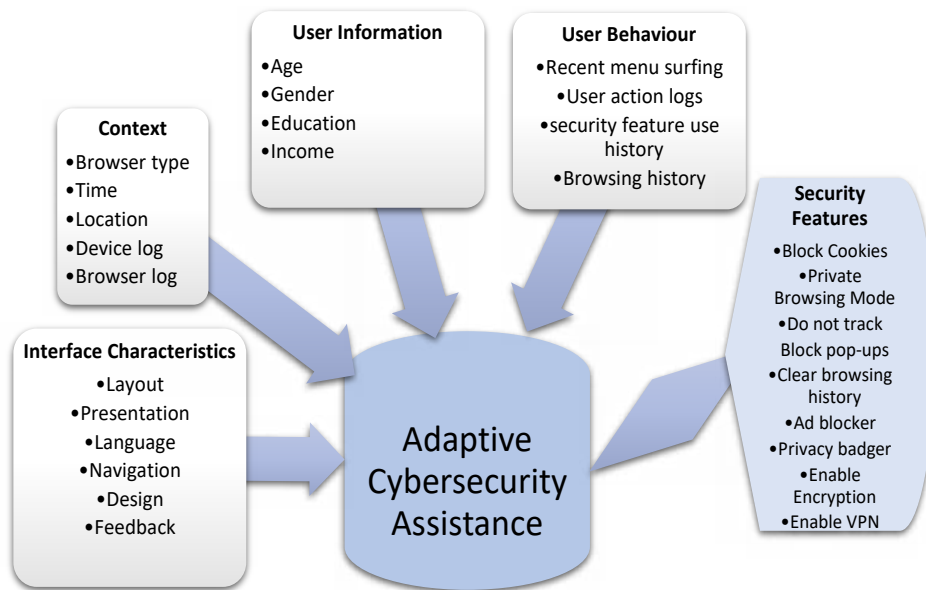 User Information
•Age
•Gender
•Education
•Income
User Behaviour
•Recent menu surfing
•User action logs
•security feature use
history
•Browsing history
Context
•Browser type
•Time
•Location
•Device log
•Browser log
Security
Features
•Block Cookies
•Private
Browsing Mode
•Do not track
Block pop-ups
•Clear browsing
history
•Ad blocker
•Privacy badger
•Enable
Encryption
•Enable VPN
Interface Characteristics
•Layout
•Presentation
•Language
•Navigation
•Design
•Feedback
Adaptive
Cybersecurity
Assistance